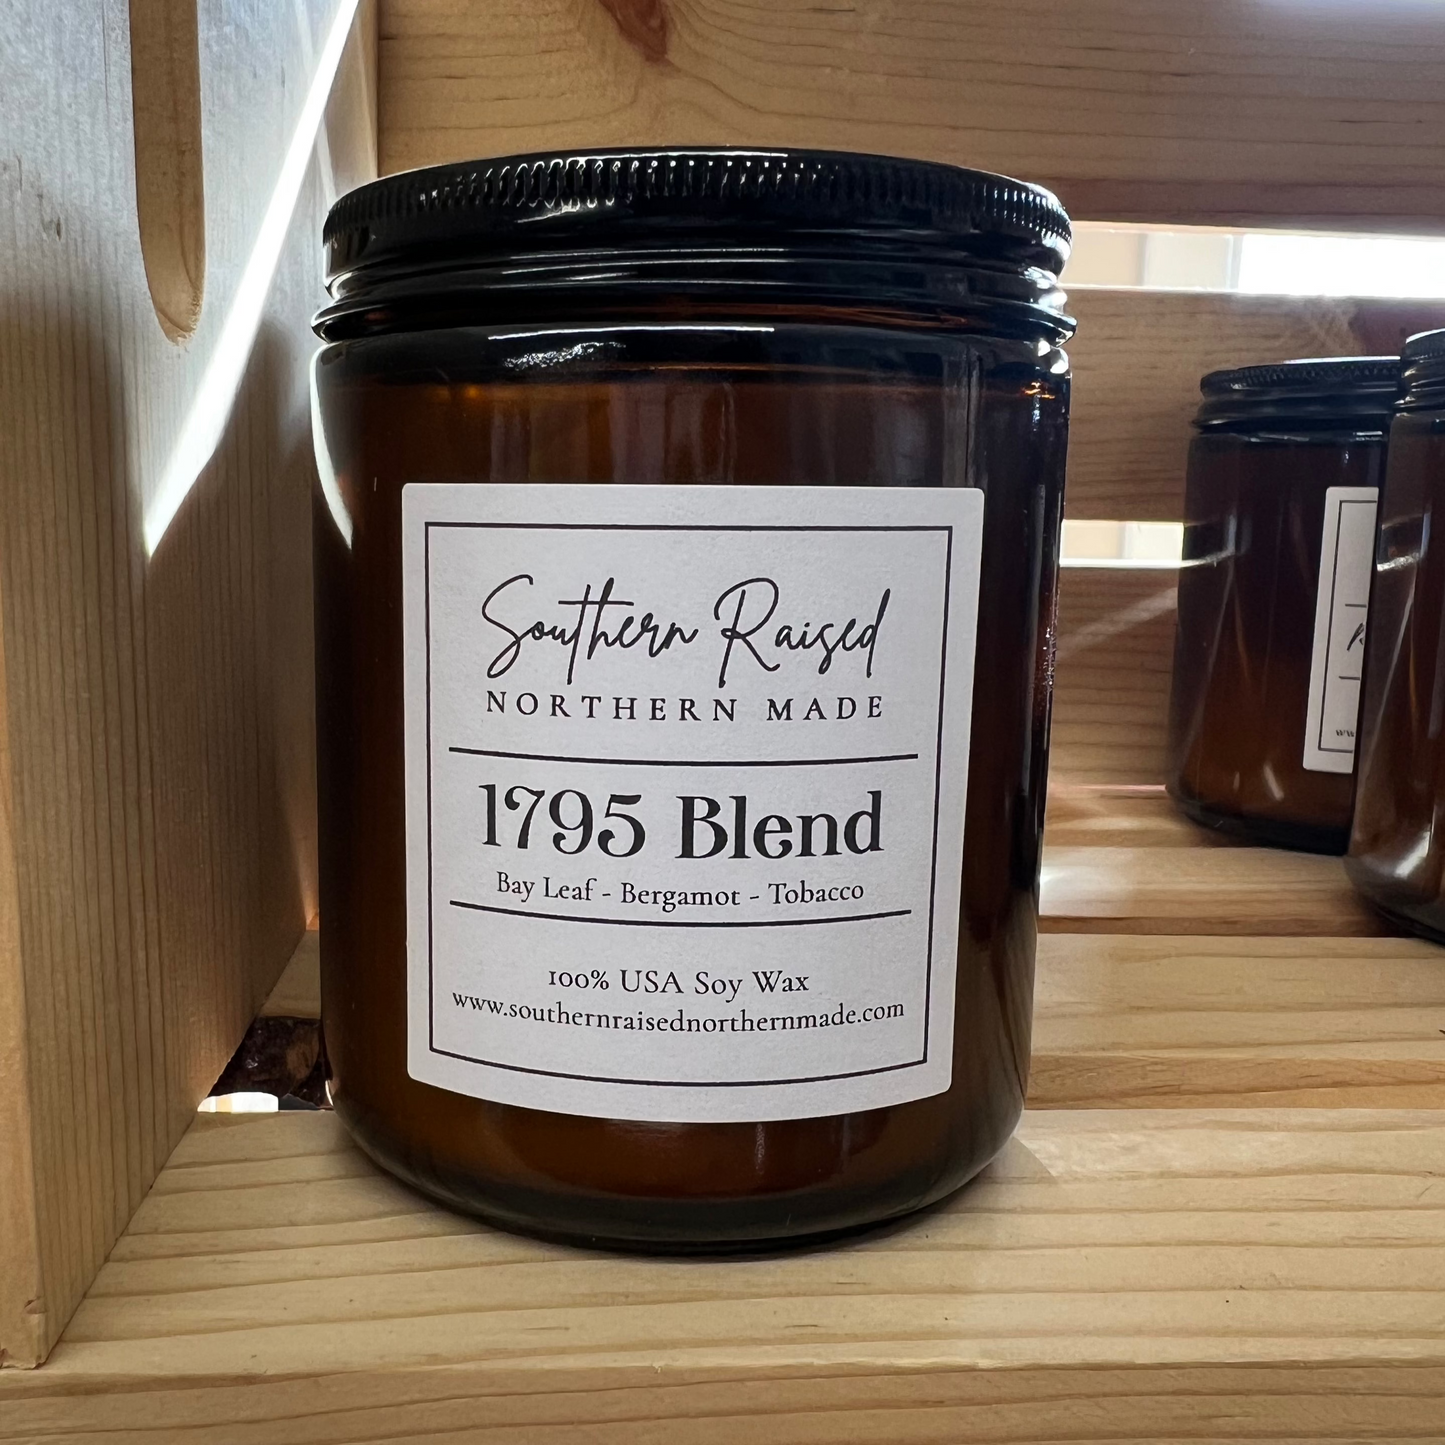 Southern Raised
NORTHERN MADE
1795 Blend
Bay Leaf - Bergamot - Tobacco
100% USA Soy Wax
www.southernraisednorthernmade.com